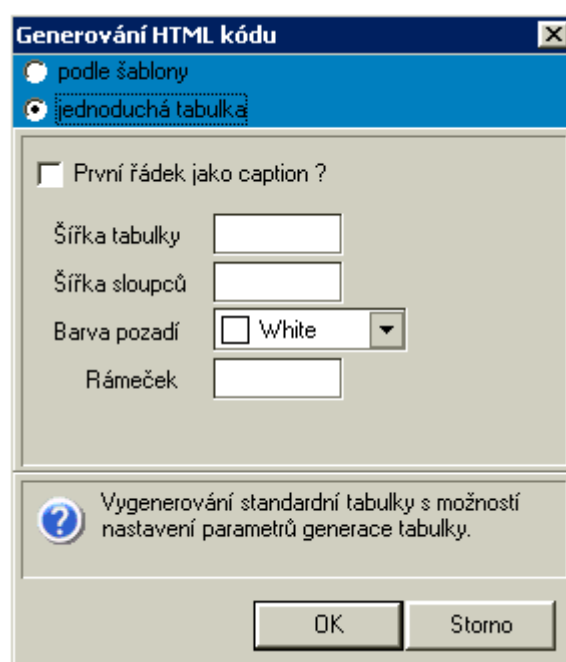 Generování HTML kódu
podle šablony
jednoduchá tabulka
První řádek jako caption ?
Šířka tabulky
Šířka sloupců
Barva pozadí White
Rámeček
Vygenerování standardní tabulky s možností
nastavení parametrů generace tabulky.
OK Storno